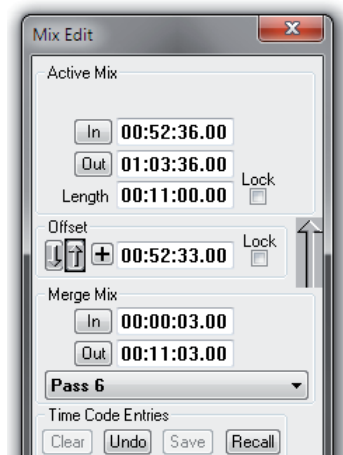 Mix Edit
Active Mix
In 00:52:36.00
Out 01:03:36.00
Lock
Length 00:11:00.00
Offset
Lock
+ 00:52:33.00
Merge Mix
In 00:00:03.00
Out 00:11:03.00
Pass 6
Time Code Entries
Clear Undo Save Recall